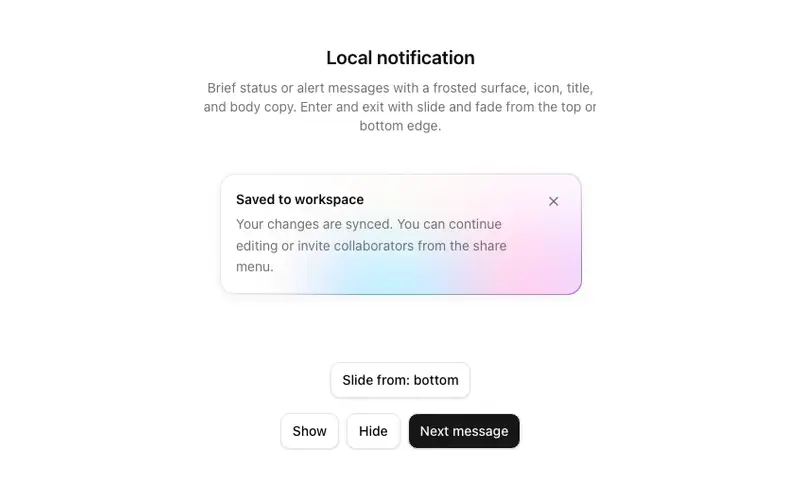 Local notification
Brief status or alert messages with a frosted surface, icon, title,
and body copy. Enter and exit with slide and fade from the top or
bottom edge.
Saved to workspace
Your changes are synced. You can continue
editing or invite collaborators from the share
menu.
Slide from: bottom
Show Hide Next message